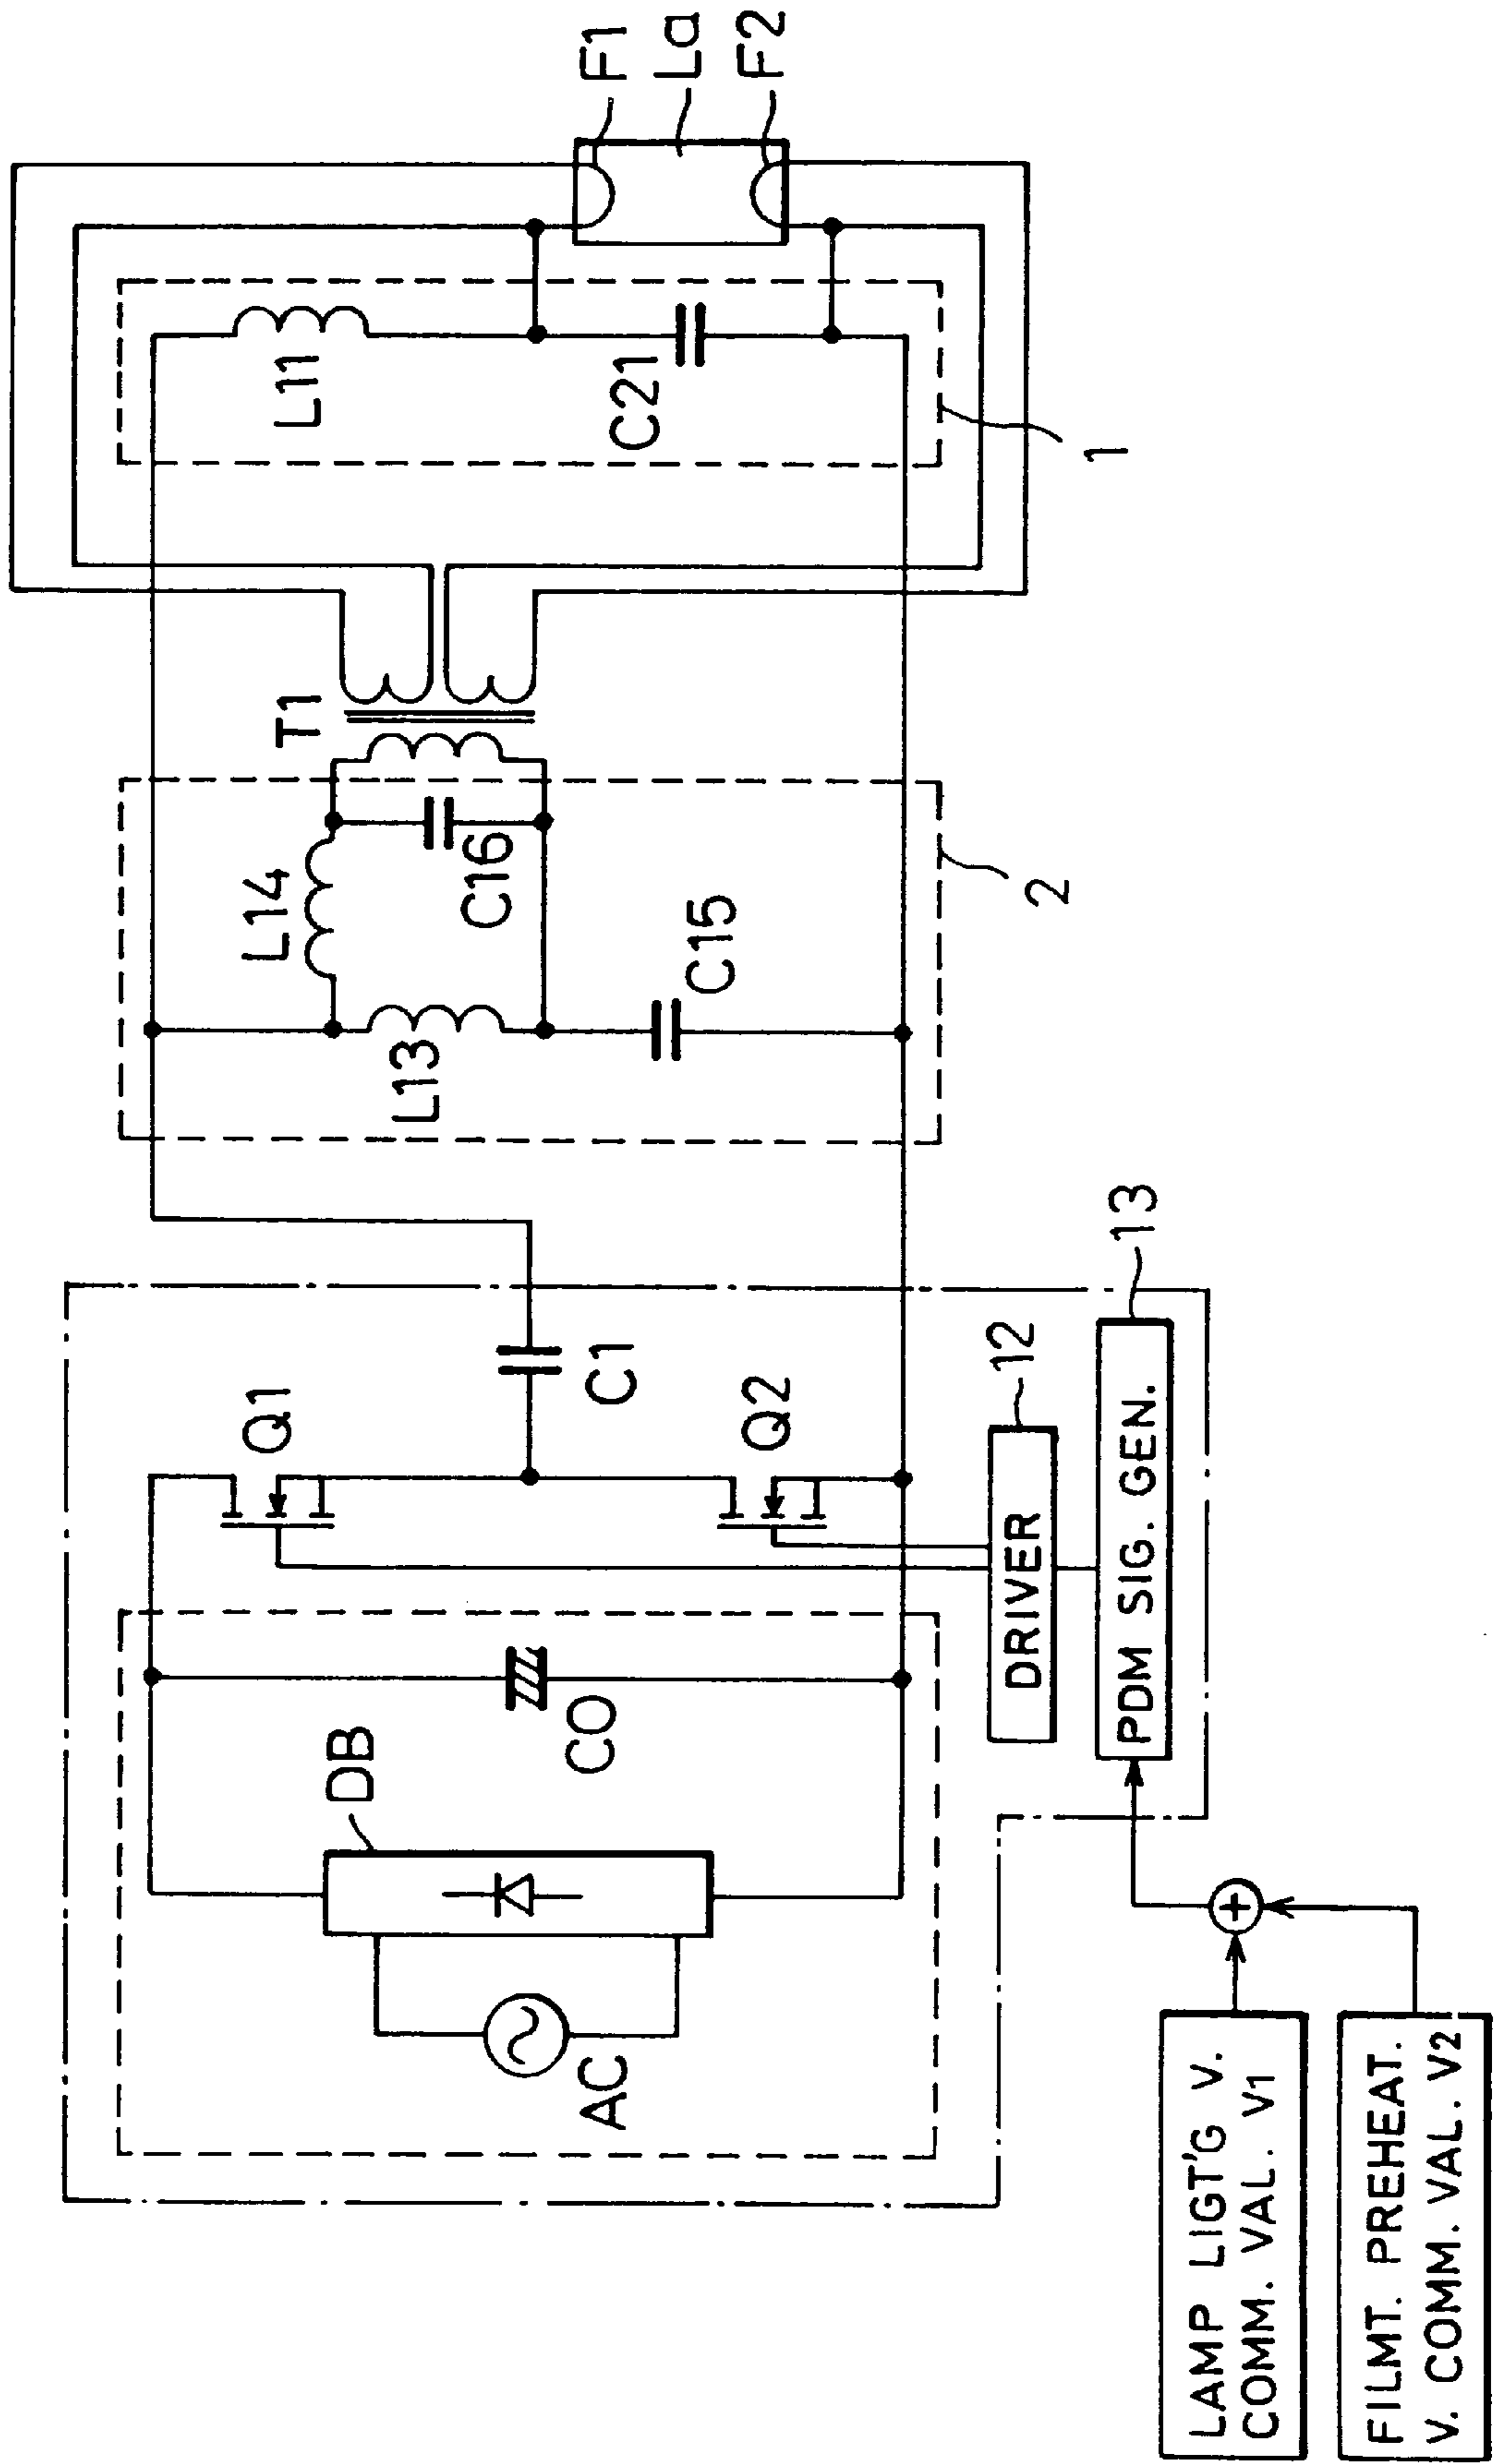 F1
La
F2
L11
C21
1
T1
L14
C16
2
L13
C15
Q1
C1
Q2
12
13
DRIVER
PDM SIG. GEN.
DB
CO
AC
+
LAMP LIGT'G V.
COMM. VAL. V1
FILMT. PREHEAT.
V. COMM. VAL. V2